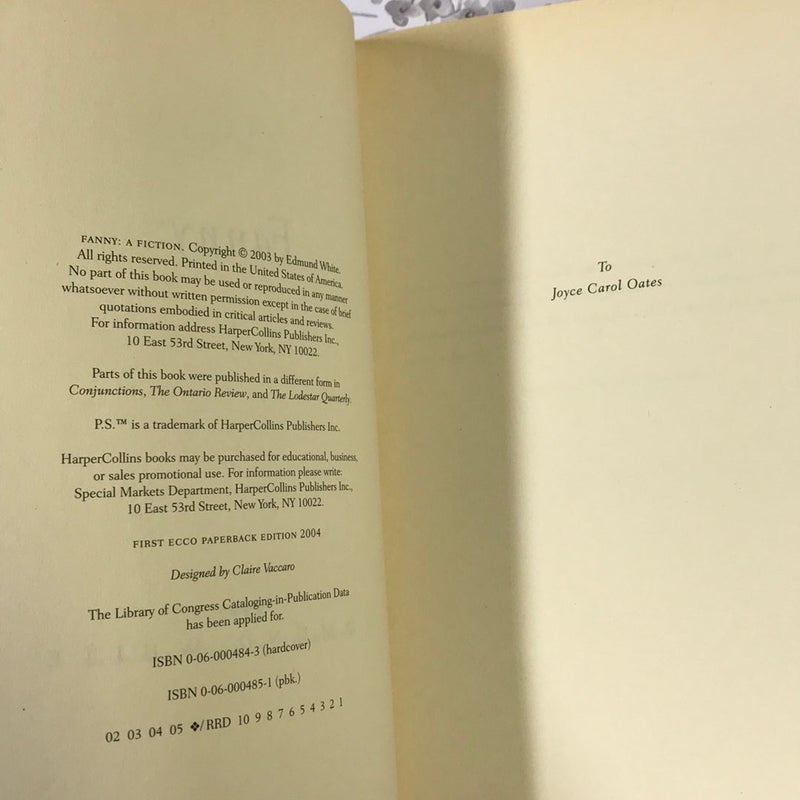 FANNY: A FICTION. Copyright © 2003 by Edmund White.
All rights reserved. Printed in the United States of America.
No part of this book may be used or reproduced in any manner
whatsoever without written permission except in the case of brief
quotations embodied in critical articles and reviews.
For information address HarperCollins Publishers Inc.,
10 East 53rd Street, New York, NY 10022.
Parts of this book were published in a different form in
Conjunctions, The Ontario Review, and The Lodestar Quarterly.
P.S.™ is a trademark of HarperCollins Publishers Inc.
HarperCollins books may be purchased for educational, business,
or sales promotional use. For information please write:
Special Markets Department, HarperCollins Publishers Inc.,
10 East 53rd Street, New York, NY 10022.
FIRST ECCO PAPERBACK EDITION 2004
Designed by Claire Vaccaro
The Library of Congress Cataloging-in-Publication Data
has been applied for.
ISBN 0-06-000484-3 (hardcover)
ISBN 0-06-000485-1 (pbk.)
02 03 04 05 ❖/RRD 10 9 8 7 6 5 4 3 2 1
To
Joyce Carol Oates